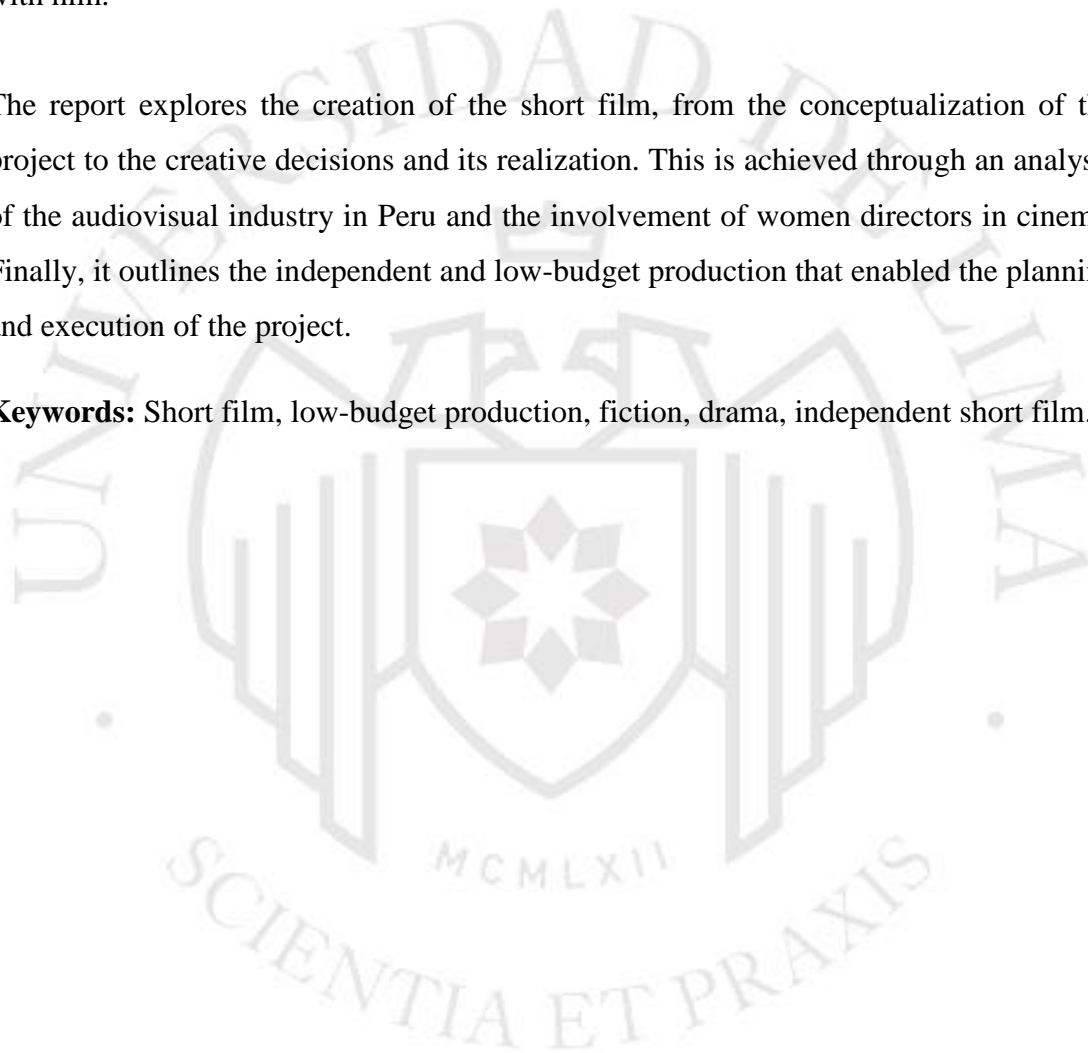 with film.
The report explores the creation of the short film, from the conceptualization of th
project to the creative decisions and its realization. This is achieved through an analys
of the audiovisual industry in Peru and the involvement of women directors in cinem
Finally, it outlines the independent and low-budget production that enabled the plannin
and execution of the project.
Keywords: Short film, low-budget production, fiction, drama, independent short film.
UNIVERSIDAD DE LIMA
MCMLXII
SCIENTIA ET PRAXIS